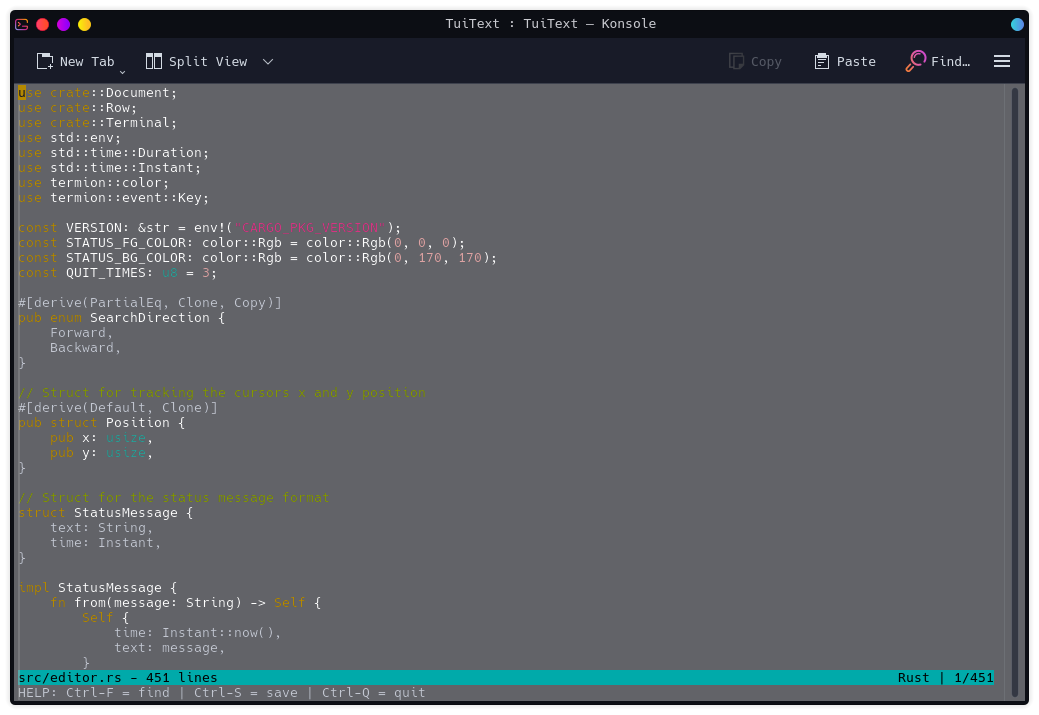 TuiText : TuiText — Konsole
New Tab Split View Copy Paste Find…
use crate::Document;
use crate::Row;
use crate::Terminal;
use std::env;
use std::time::Duration;
use std::time::Instant;
use termion::color;
use termion::event::Key;
const VERSION: &str = env!("CARGO_PKG_VERSION");
const STATUS_FG_COLOR: color::Rgb = color::Rgb(0, 0, 0);
const STATUS_BG_COLOR: color::Rgb = color::Rgb(0, 170, 170);
const QUIT_TIMES: u8 = 3;
#[derive(PartialEq, Clone, Copy)]
pub enum SearchDirection {
    Forward,
    Backward,
}
// Struct for tracking the cursors x and y position
#[derive(Default, Clone)]
pub struct Position {
    pub x: usize,
    pub y: usize,
}
// Struct for the status message format
struct StatusMessage {
    text: String,
    time: Instant,
}
impl StatusMessage {
    fn from(message: String) -> Self {
        Self {
            time: Instant::now(),
            text: message,
        }
src/editor.rs - 451 lines Rust | 1/451
HELP: Ctrl-F = find | Ctrl-S = save | Ctrl-Q = quit